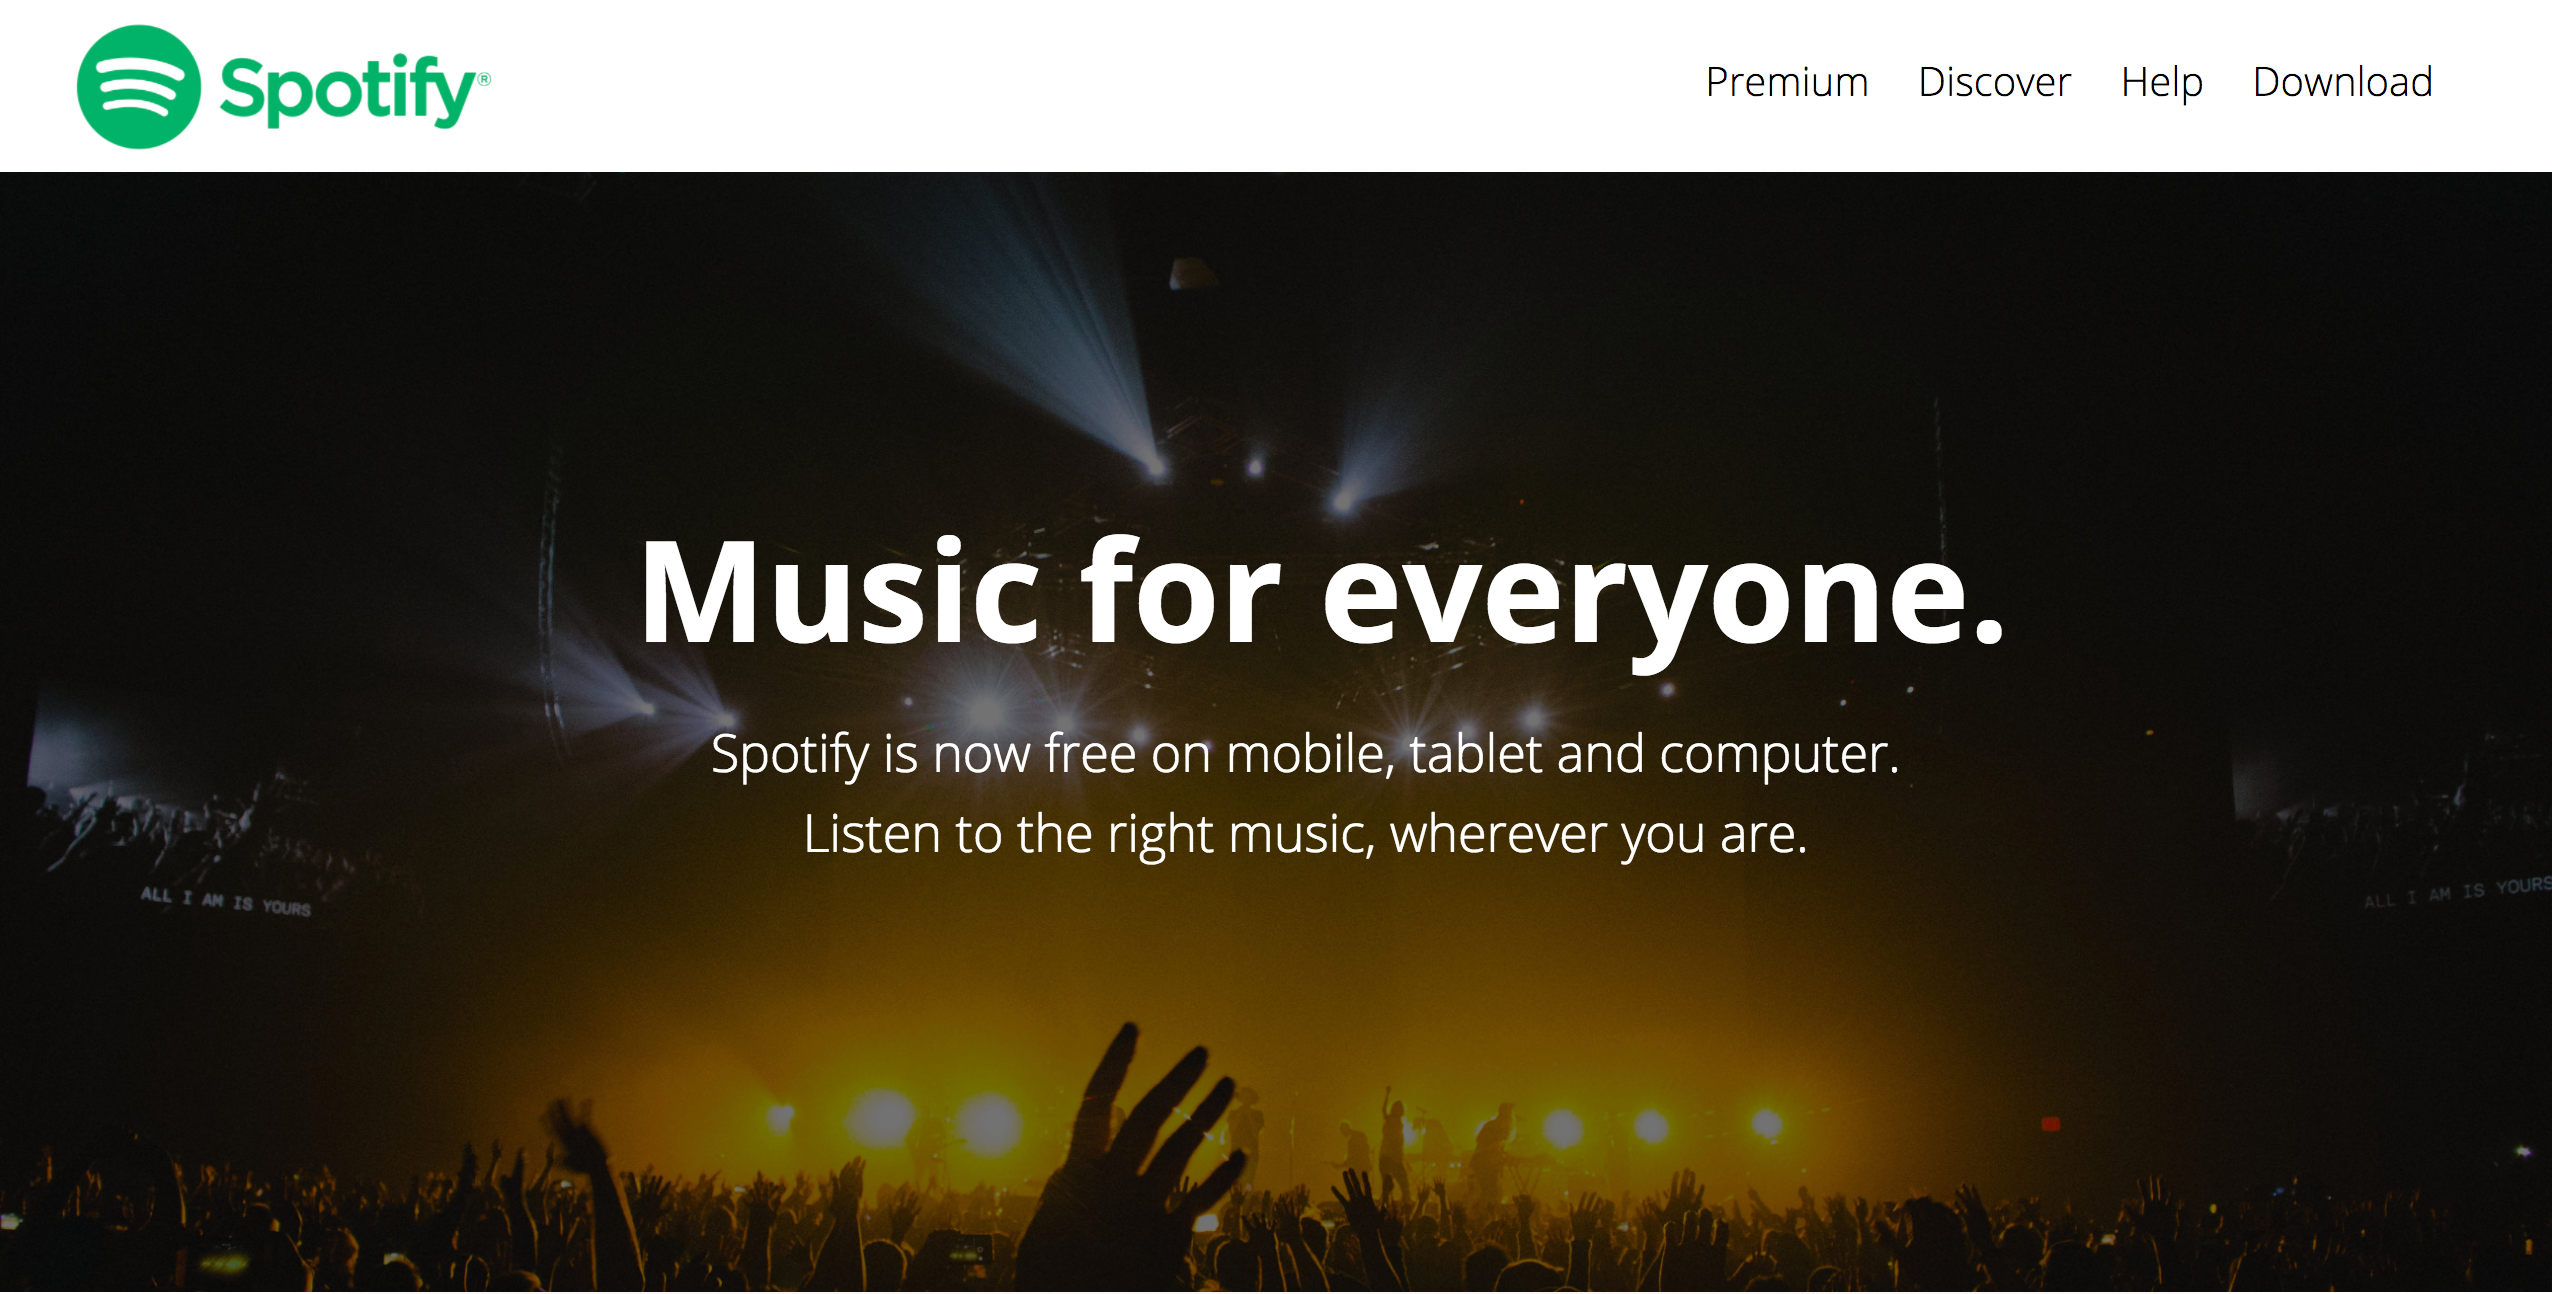 Spotify®
Premium Discover Help Download
Music for everyone.
Spotify is now free on mobile, tablet and computer.
Listen to the right music, wherever you are.
ALL I AM IS YOURS
ALL I AM IS YOURS